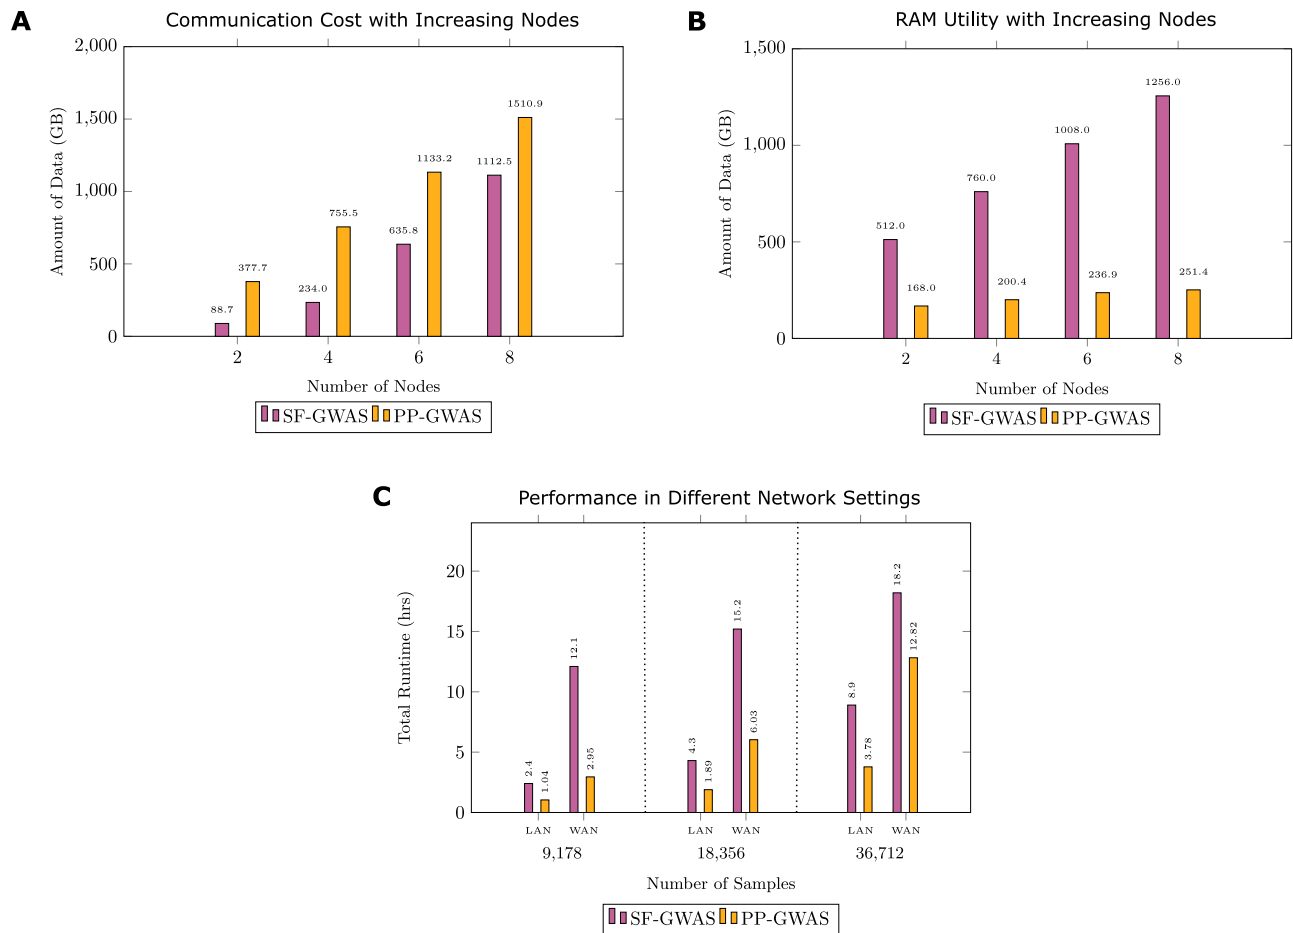 A
Communication Cost with Increasing Nodes
Amount of Data (GB)
2,000
1,500
1,000
500
0
88.7
377.7
234.0
755.5
635.8
1133.2
1112.5
1510.9
2 4 6 8
Number of Nodes
SF-GWAS PP-GWAS
B
RAM Utility with Increasing Nodes
Amount of Data (GB)
1,500
1,000
500
0
512.0
168.0
760.0
200.4
1008.0
236.9
1256.0
251.4
2 4 6 8
Number of Nodes
SF-GWAS PP-GWAS
C
Performance in Different Network Settings
Total Runtime (hrs)
20
15
10
5
0
2.4
1.04
12.1
2.95
4.3
1.89
15.2
6.03
8.9
3.78
18.2
12.82
LAN WAN LAN WAN LAN WAN
9,178 18,356 36,712
Number of Samples
SF-GWAS PP-GWAS